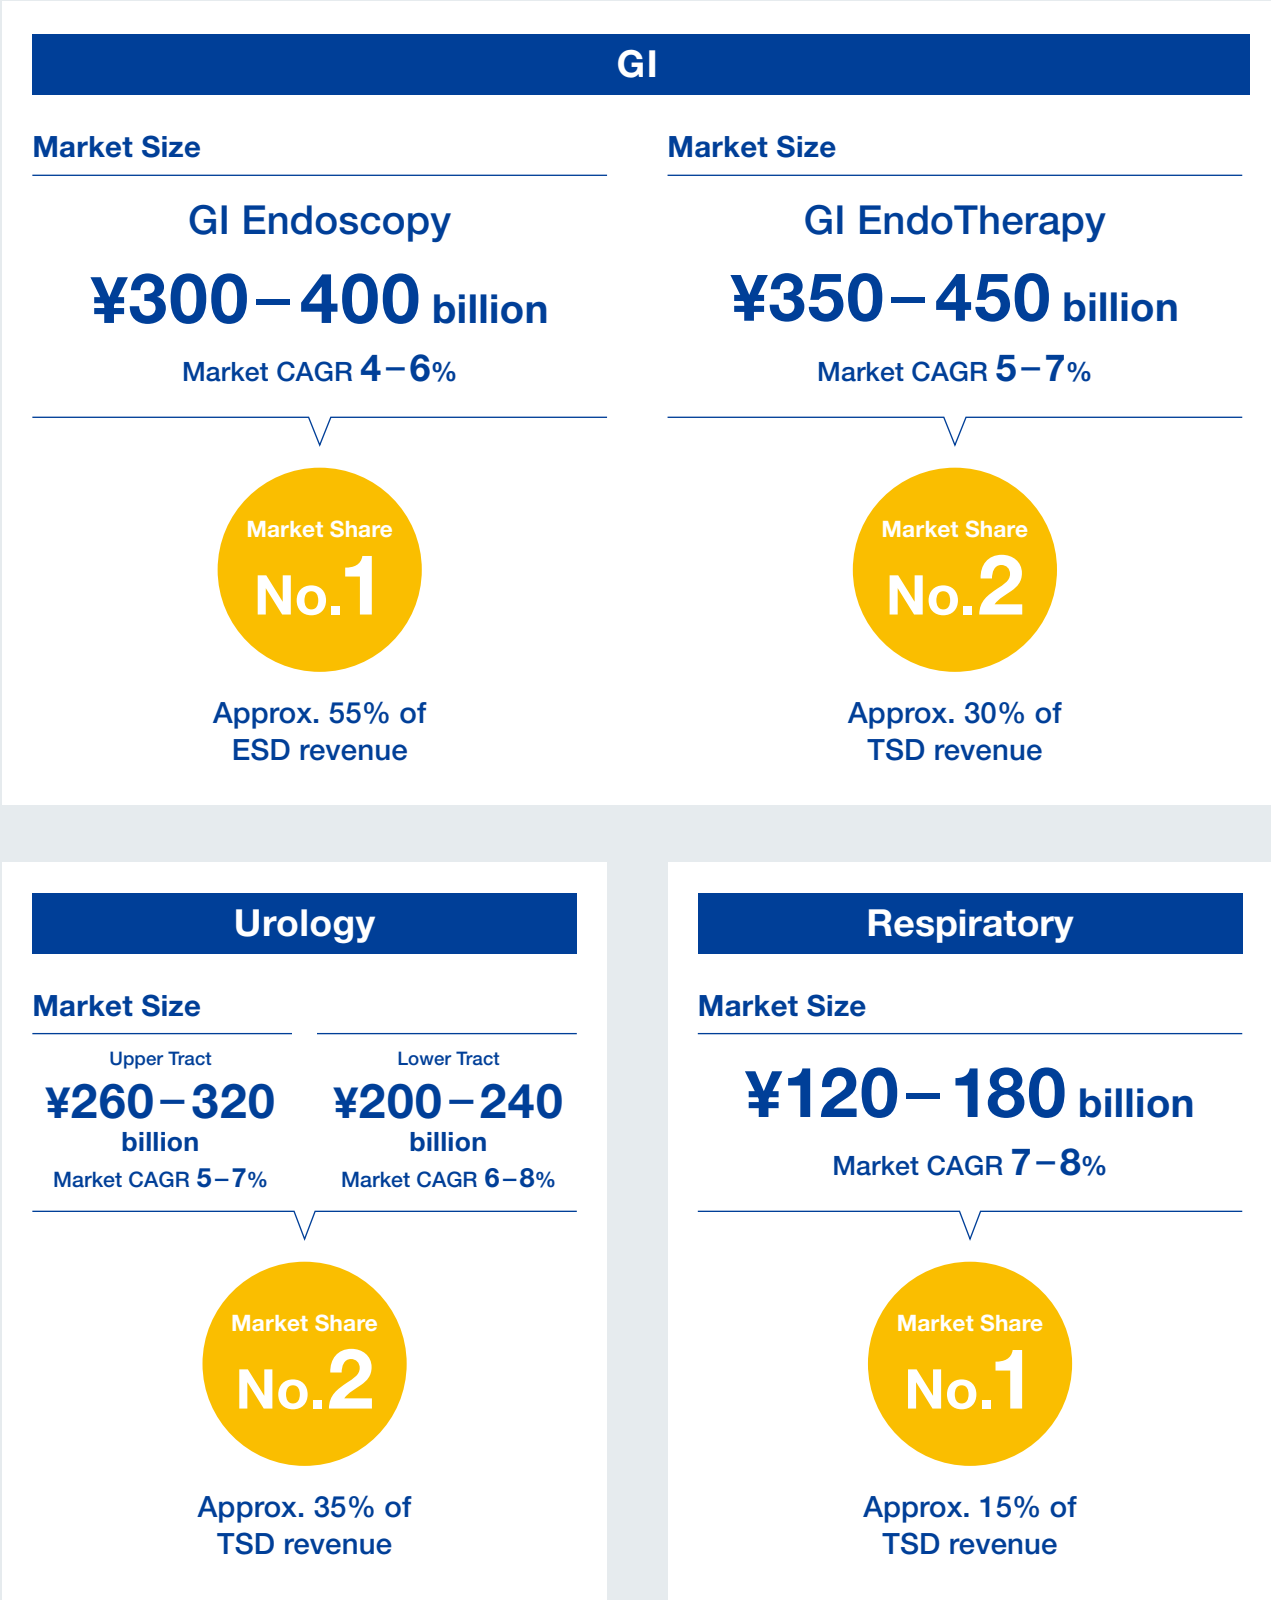 GI
Market Size
GI Endoscopy
¥300–400 billion
Market CAGR 4–6%
Market Share
No.1
Approx. 55% of
ESD revenue
Market Size
GI EndoTherapy
¥350–450 billion
Market CAGR 5–7%
Market Share
No.2
Approx. 30% of
TSD revenue
Urology
Market Size
Upper Tract
¥260–320
billion
Market CAGR 5–7%
Lower Tract
¥200–240
billion
Market CAGR 6–8%
Market Share
No.2
Approx. 35% of
TSD revenue
Respiratory
Market Size
¥120–180 billion
Market CAGR 7–8%
Market Share
No.1
Approx. 15% of
TSD revenue